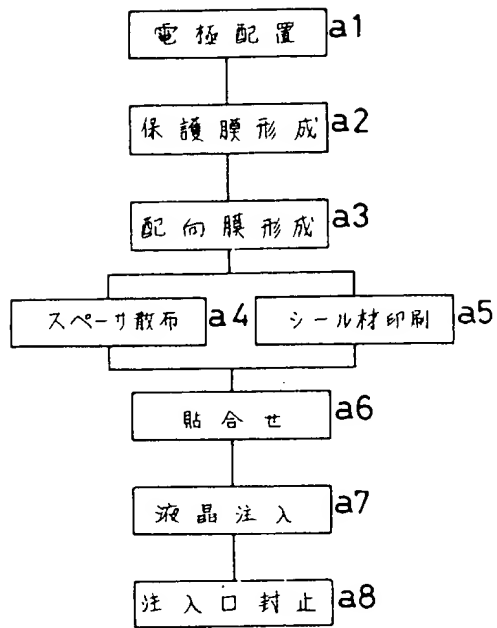 電極配置 a1
保護膜形成 a2
配向膜形成 a3
スペーサ散布 a4 シール材印刷 a5
貼合せ a6
液晶注入 a7
注入口封止 a8